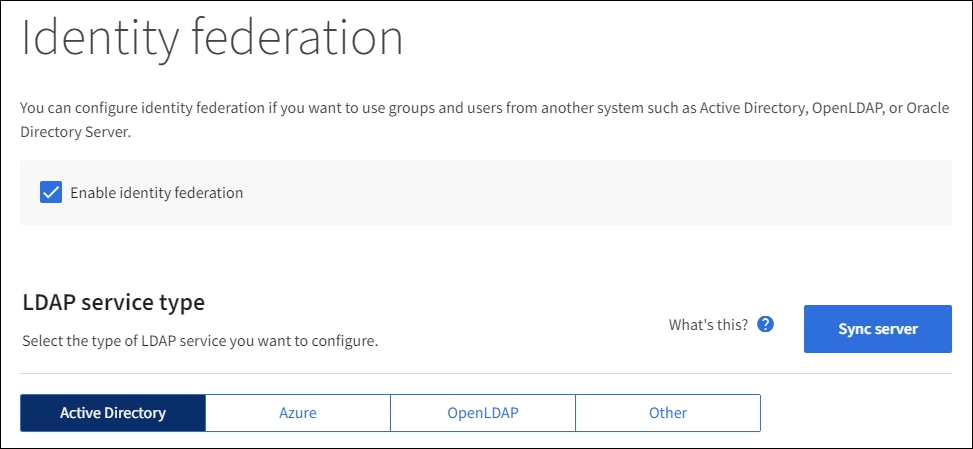 Identity federation
You can configure identity federation if you want to use groups and users from another system such as Active Directory, OpenLDAP, or Oracle
Directory Server.
Enable identity federation
LDAP service type
What's this? ?
Sync server
Select the type of LDAP service you want to configure.
Active Directory
Azure
OpenLDAP
Other